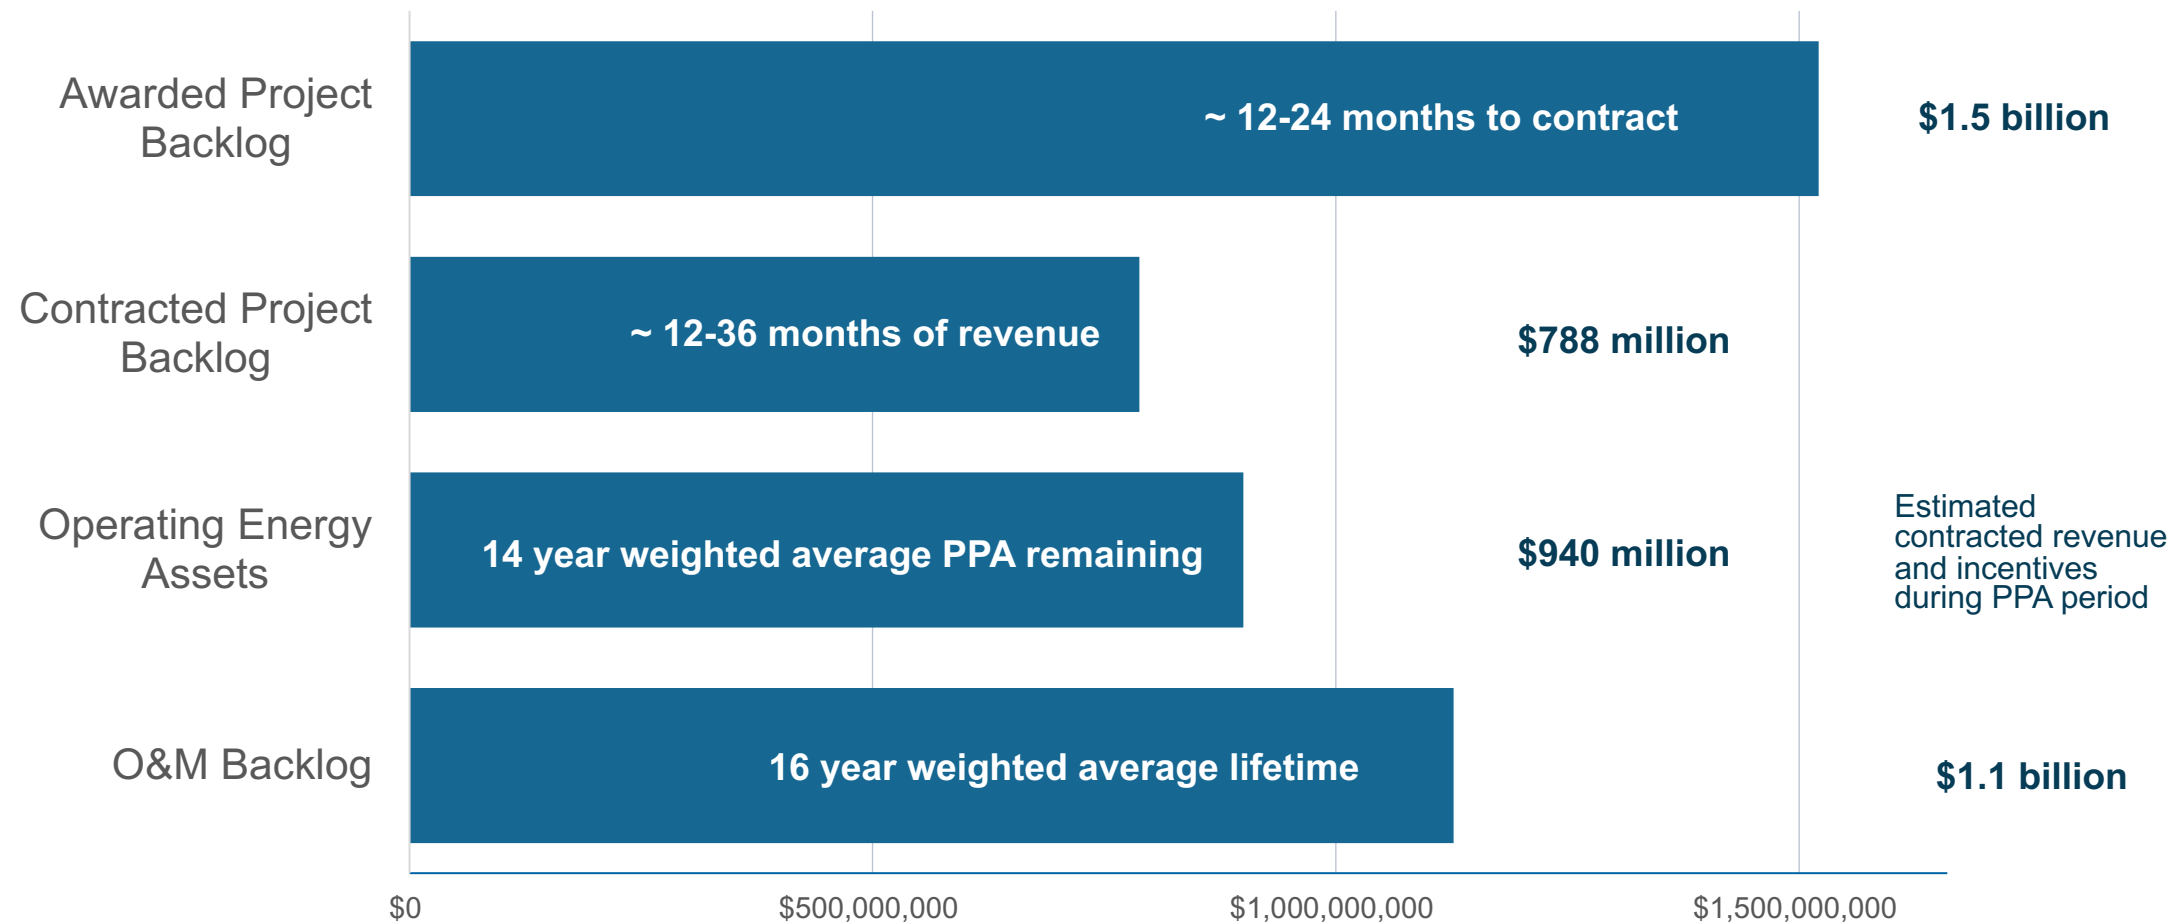 Awarded Project
Backlog
~ 12-24 months to contract
$1.5 billion
Contracted Project
Backlog
~ 12-36 months of revenue
$788 million
Operating Energy
Assets
14 year weighted average PPA remaining
$940 million
Estimated
contracted revenue
and incentives
during PPA period
O&M Backlog
16 year weighted average lifetime
$1.1 billion
$0
$500,000,000
$1,000,000,000
$1,500,000,000